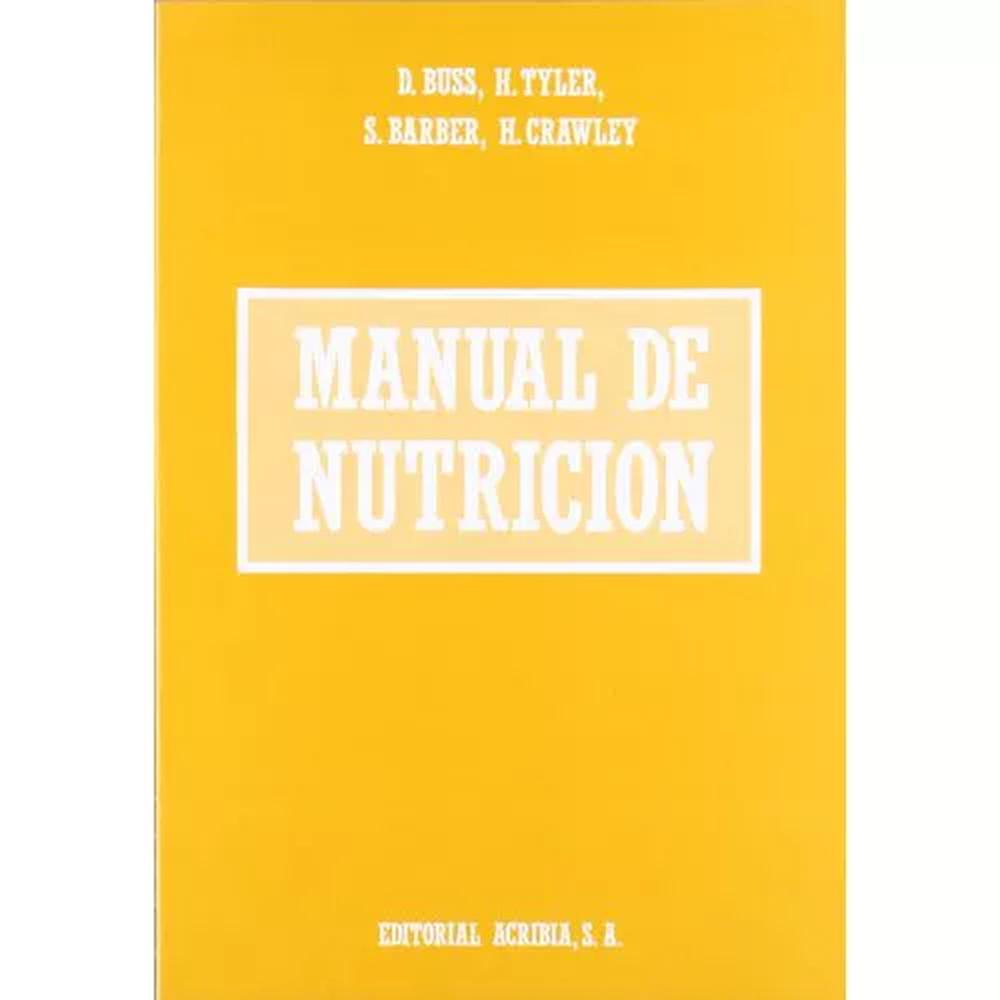 D. BUSS, H. TYLER,
S. BARBER, H. CRAWLEY
MANUAL DE
NUTRICION
EDITORIAL ACRIBIA, S. A.